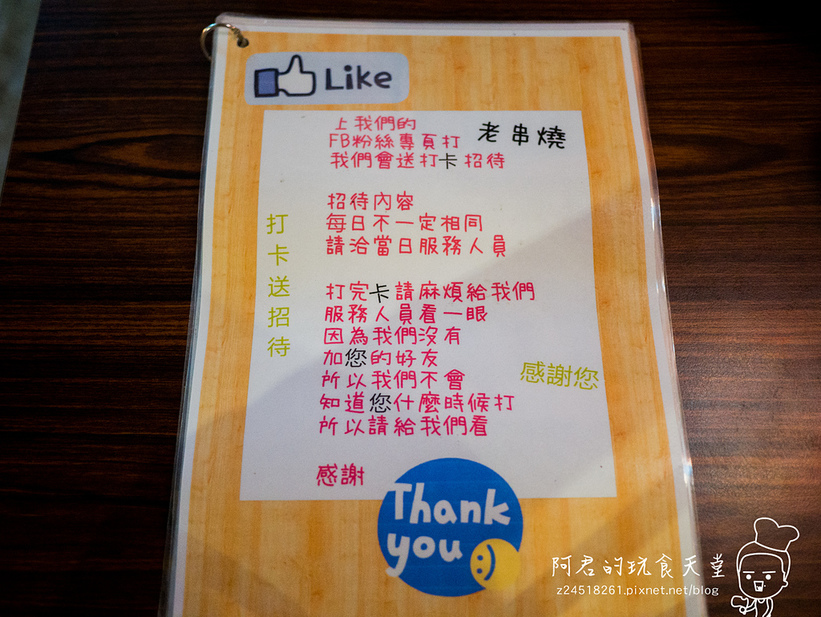 Like
上我們的
FB粉絲專頁打 老串燒
我們會送打卡招待
招待內容
每日不一定相同
請洽當日服務人員
打卡送招待
打完卡請麻煩給我們
服務人員看一眼
因為我們沒有
加您的好友
所以我們不會
知道您什麼時候打
所以請給我們看
感謝您
感謝
Thank
you
阿君的玩食天堂
z24518261.pixnet.net/blog